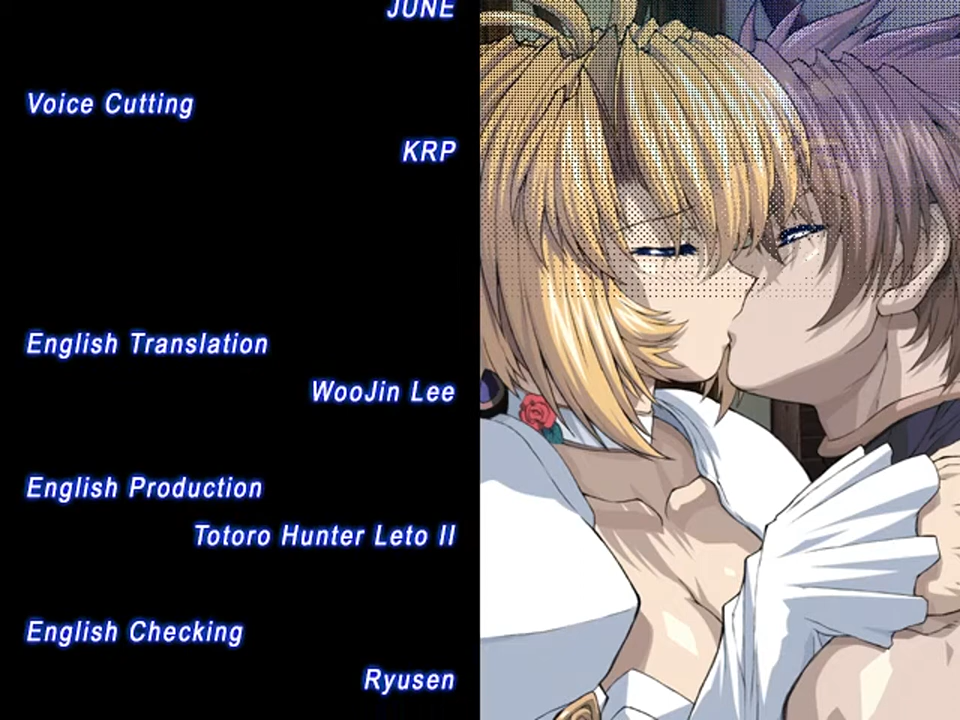 JUNE
Voice Cutting
KRP
English Translation
WooJin Lee
English Production
Totoro Hunter Leto II
English Checking
Ryusen